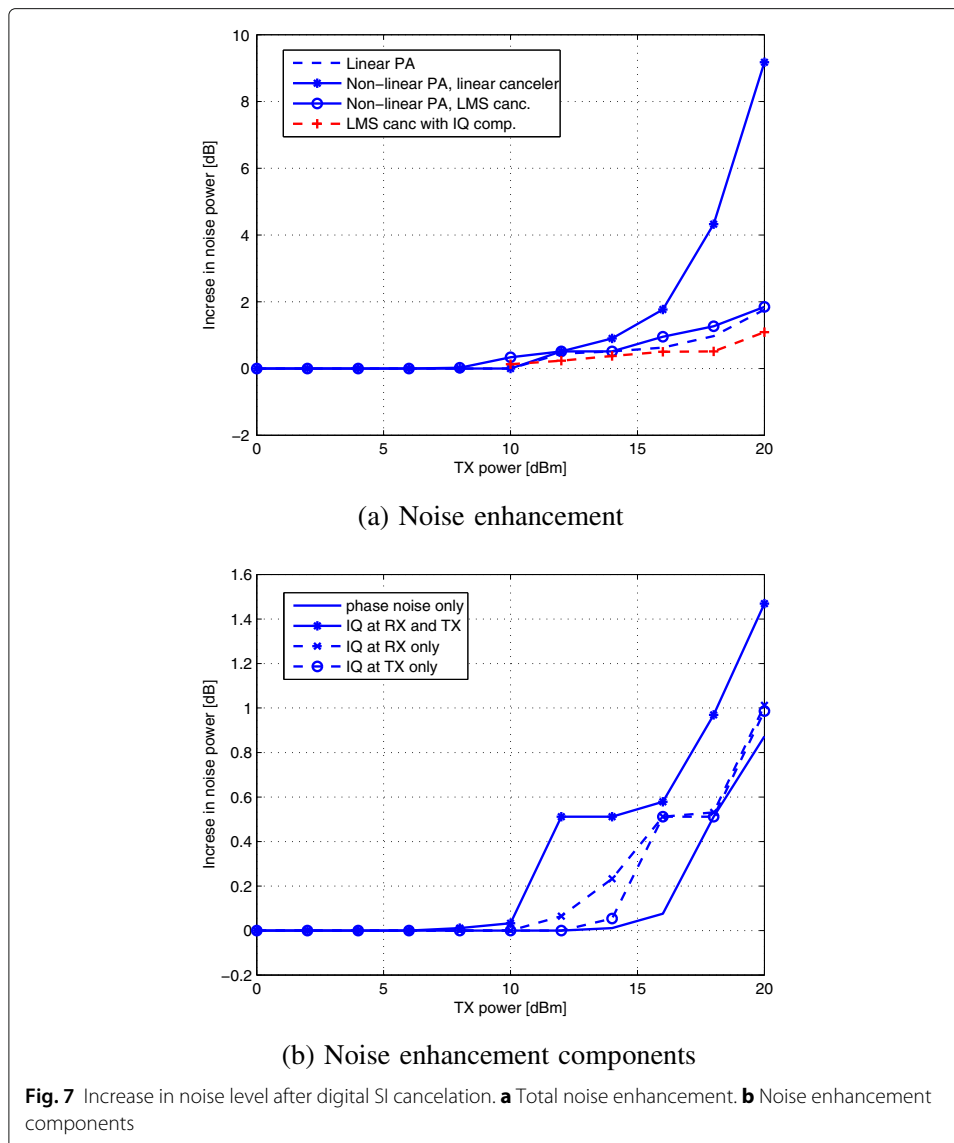 10
8
6
4
2
0
−2
0
5
10
15
20
Increse in noise power [dB]
TX power [dBm]
Linear PA
Non−linear PA, linear canceler
Non−linear PA, LMS canc.
LMS canc with IQ comp.
(a) Noise enhancement
1.6
1.4
1.2
1
0.8
0.6
0.4
0.2
0
−0.2
0
5
10
15
20
Increse in noise power [dB]
TX power [dBm]
phase noise only
IQ at RX and TX
IQ at RX only
IQ at TX only
(b) Noise enhancement components
Fig. 7 Increase in noise level after digital SI cancelation. a Total noise enhancement. b Noise enhancement
components